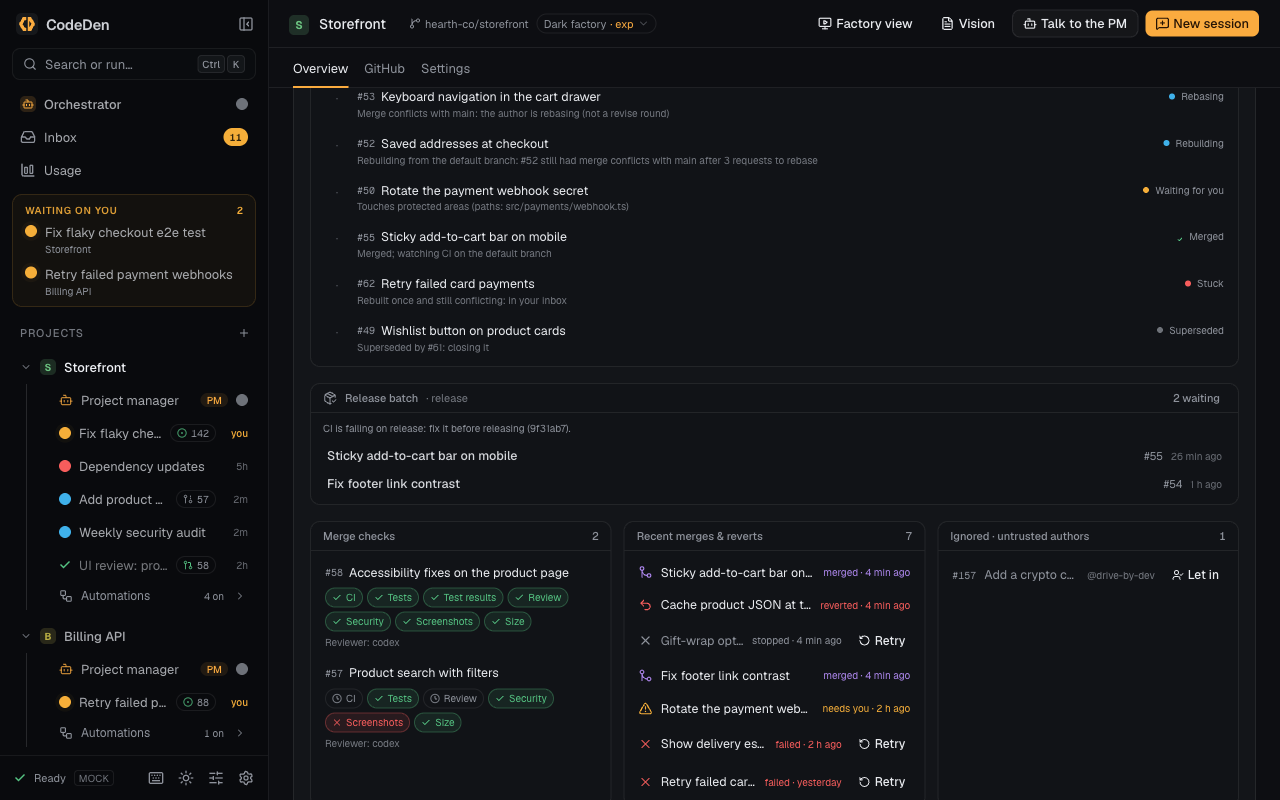 CodeDen
Search or run…
Ctrl K
Orchestrator
Inbox
11
Usage
WAITING ON YOU
2
Fix flaky checkout e2e test
Storefront
Retry failed payment webhooks
Billing API
PROJECTS
S Storefront
Project manager PM
Fix flaky che… 142 you
Dependency updates 5h
Add product … 57 2m
Weekly security audit 2m
UI review: pro… 58 2h
Automations 4 on
B Billing API
Project manager PM
Retry failed p… 88 you
Automations 1 on
Ready MOCK
S Storefront
hearth-co/storefront
Dark factory · exp
Factory view
Vision
Talk to the PM
New session
Overview GitHub Settings
#53 Keyboard navigation in the cart drawer
Rebasing
Merge conflicts with main: the author is rebasing (not a revise round)
#52 Saved addresses at checkout
Rebuilding
Rebuilding from the default branch: #52 still had merge conflicts with main after 3 requests to rebase
#50 Rotate the payment webhook secret
Waiting for you
Touches protected areas (paths: src/payments/webhook.ts)
#55 Sticky add-to-cart bar on mobile
Merged
Merged; watching CI on the default branch
#62 Retry failed card payments
Stuck
Rebuilt once and still conflicting: in your inbox
#49 Wishlist button on product cards
Superseded
Superseded by #61: closing it
Release batch · release
2 waiting
CI is failing on release: fix it before releasing (9f31ab7).
Sticky add-to-cart bar on mobile
#55 26 min ago
Fix footer link contrast
#54 1 h ago
Merge checks 2
#58 Accessibility fixes on the product page
CI Tests Test results Review
Security Screenshots Size
Reviewer: codex
#57 Product search with filters
CI Tests Review Security
Screenshots Size
Reviewer: codex
Recent merges & reverts 7
Sticky add-to-cart bar on… merged · 4 min ago
Cache product JSON at t… reverted · 4 min ago
Gift-wrap opt… stopped · 4 min ago Retry
Fix footer link contrast merged · 4 min ago
Rotate the payment web… needs you · 2 h ago
Show delivery es… failed · 2 h ago Retry
Retry failed car… failed · yesterday Retry
Ignored · untrusted authors 1
#157 Add a crypto c… @drive-by-dev Let in